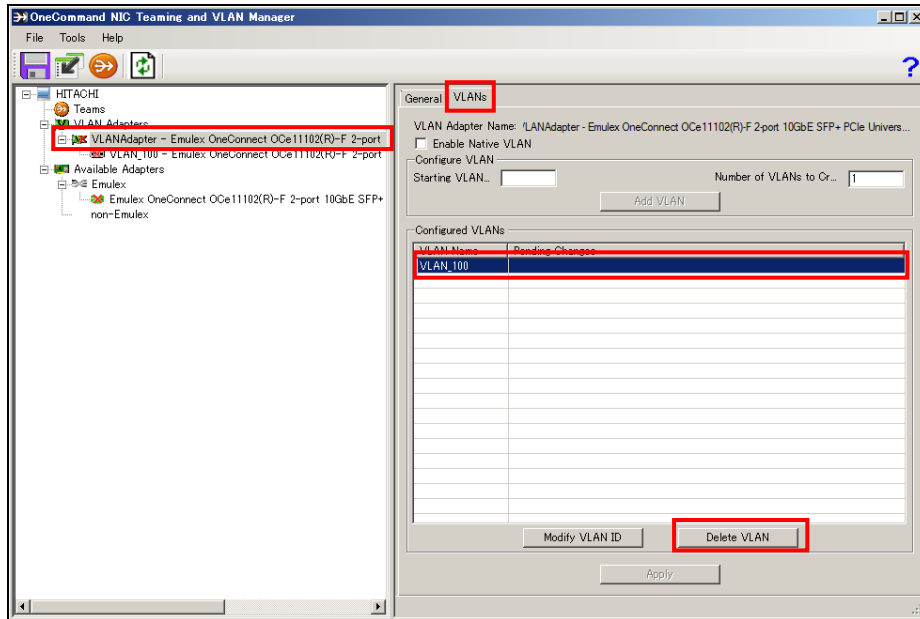 OneCommand NIC Teaming and VLAN Manager
File Tools Help
?
HITACHI
Teams
VLAN Adapters
VLANAdapter - Emulex OneConnect OCe11102(R)-F 2-port
VLAN_100 - Emulex OneConnect OCe11102(R)-F 2-port
Available Adapters
Emulex
Emulex OneConnect OCe11102(R)-F 2-port 10GbE SFP+
non-Emulex
General VLANs
VLAN Adapter Name: 'LANAdapter - Emulex OneConnect OCe11102(R)-F 2-port 10GbE SFP+ PCIe Univers...
Enable Native VLAN
Configure VLAN
Starting VLAN... Number of VLANs to Cr... 1
Add VLAN
Configured VLANs
VLAN Name Pending Changes
VLAN_100
Modify VLAN ID Delete VLAN
Apply